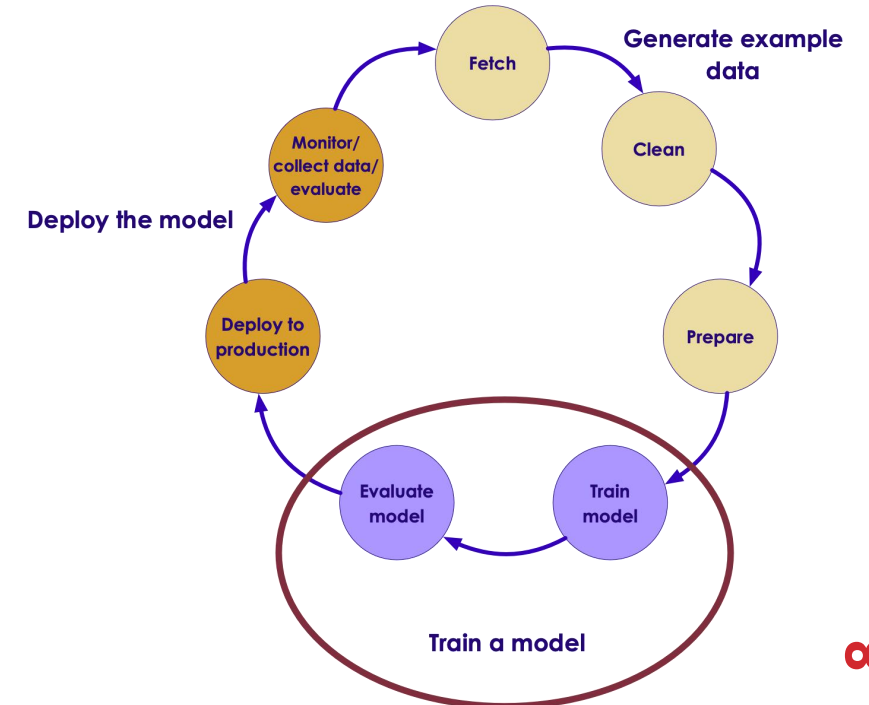 Fetch
Generate example
data
Clean
Monitor/
collect data/
evaluate
Deploy the model
Deploy to
production
Prepare
Evaluate
model
Train
model
Train a model